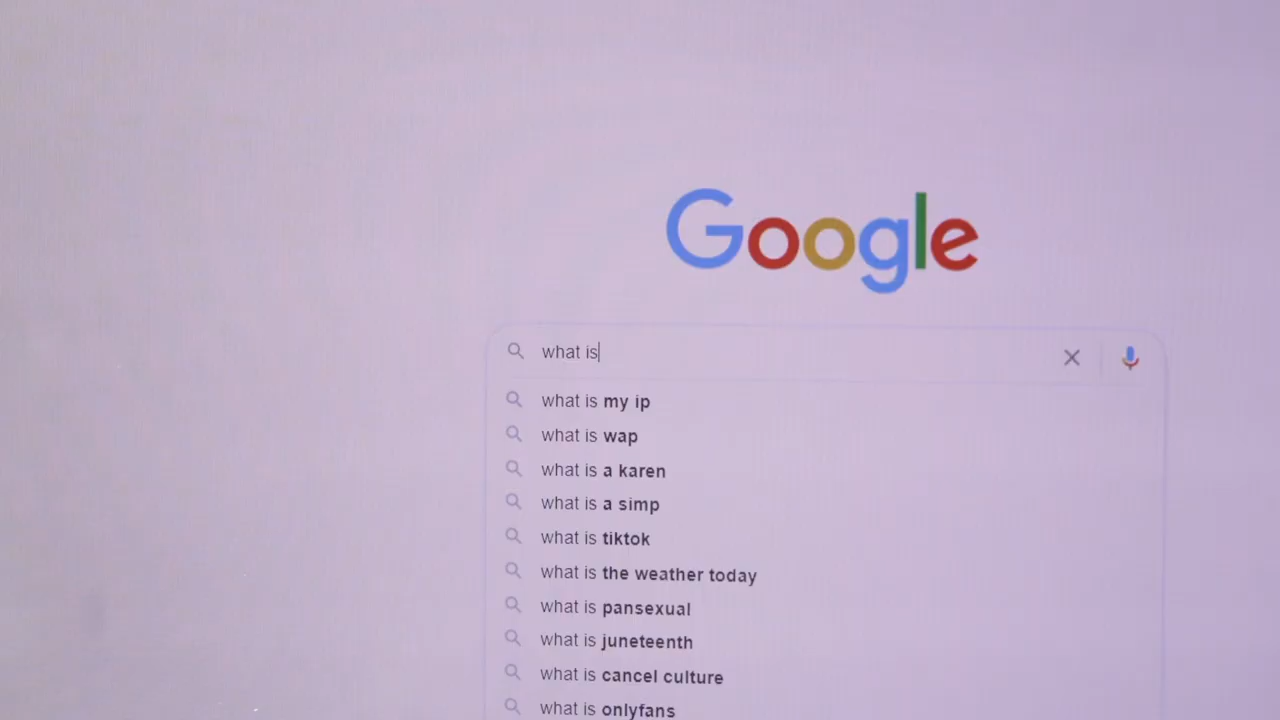 Google
what is
what is my ip
what is wap
what is a karen
what is a simp
what is tiktok
what is the weather today
what is pansexual
what is juneteenth
what is cancel culture
what is onlyfans